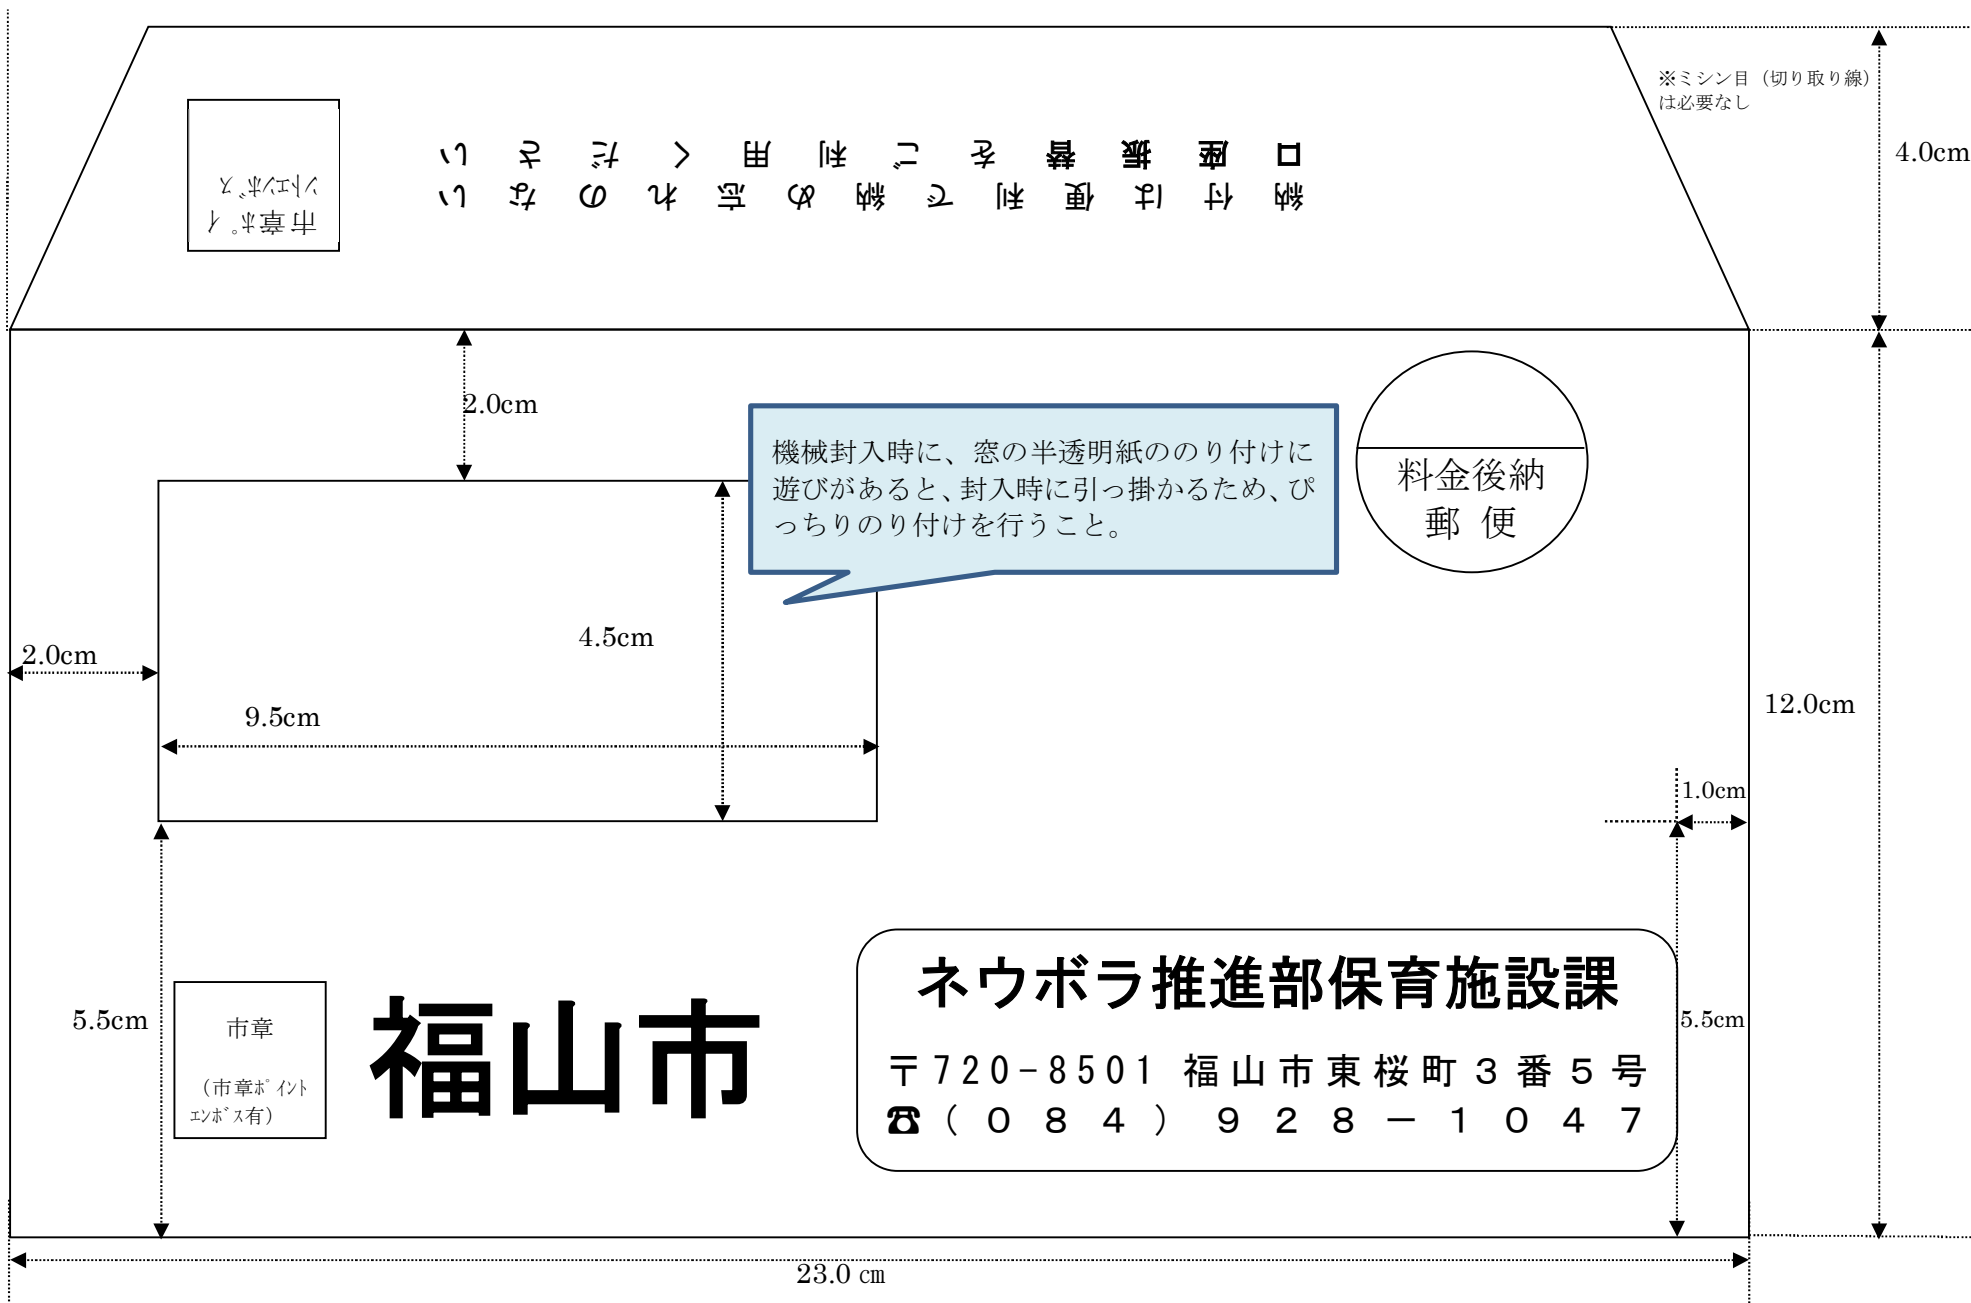 ※ミシン目（切り取り線）
は必要なし
4.0cm
納付は便利で納め忘れのない
口座振替をご利用ください
市章ﾎﾟｲ
ﾝﾄｴﾝﾎﾞｽ
2.0cm
機械封入時に、窓の半透明紙ののり付けに
遊びがあると、封入時に引っ掛かるため、ぴ
っちりのり付けを行うこと。
料金後納
郵 便
4.5cm
2.0cm
9.5cm
12.0cm
1.0cm
5.5cm
市章
（市章ﾎﾟｲﾝﾄ
ｴﾝﾎﾞｽ有）
福山市
ネウボラ推進部保育施設課
〒720-8501 福山市東桜町３番５号
☎（０８４）９２８－１０４７
5.5cm
23.0 ㎝